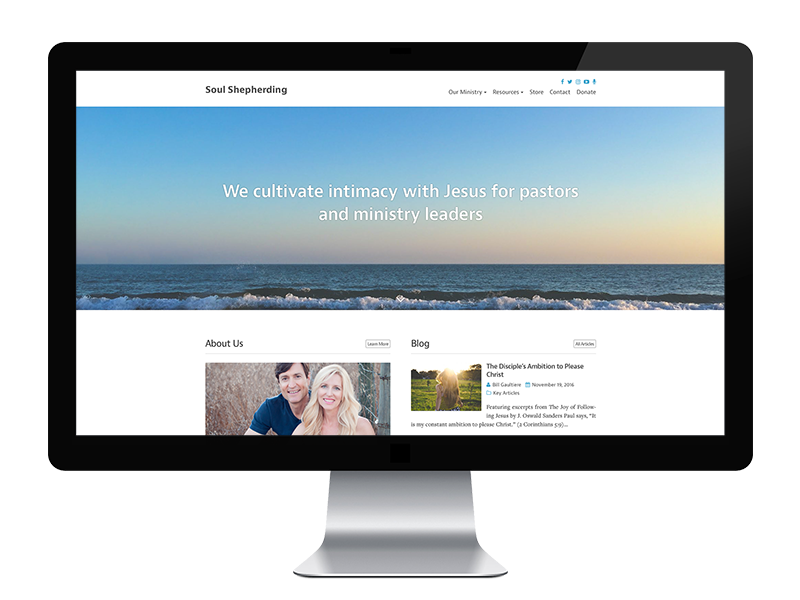 Soul Shepherding
Our Ministry Resources Store Contact Donate
We cultivate intimacy with Jesus for pastors
and ministry leaders
About Us
Learn More
Blog
All Articles
The Disciple's Ambition to Please
Christ
Bill Gaultiere November 19, 2016
Key Articles
Featuring excerpts from The Joy of Follow-
ing Jesus by J. Oswald Sanders Paul says, "It
is my constant ambition to please Christ." (2 Corinthians 5:9)...